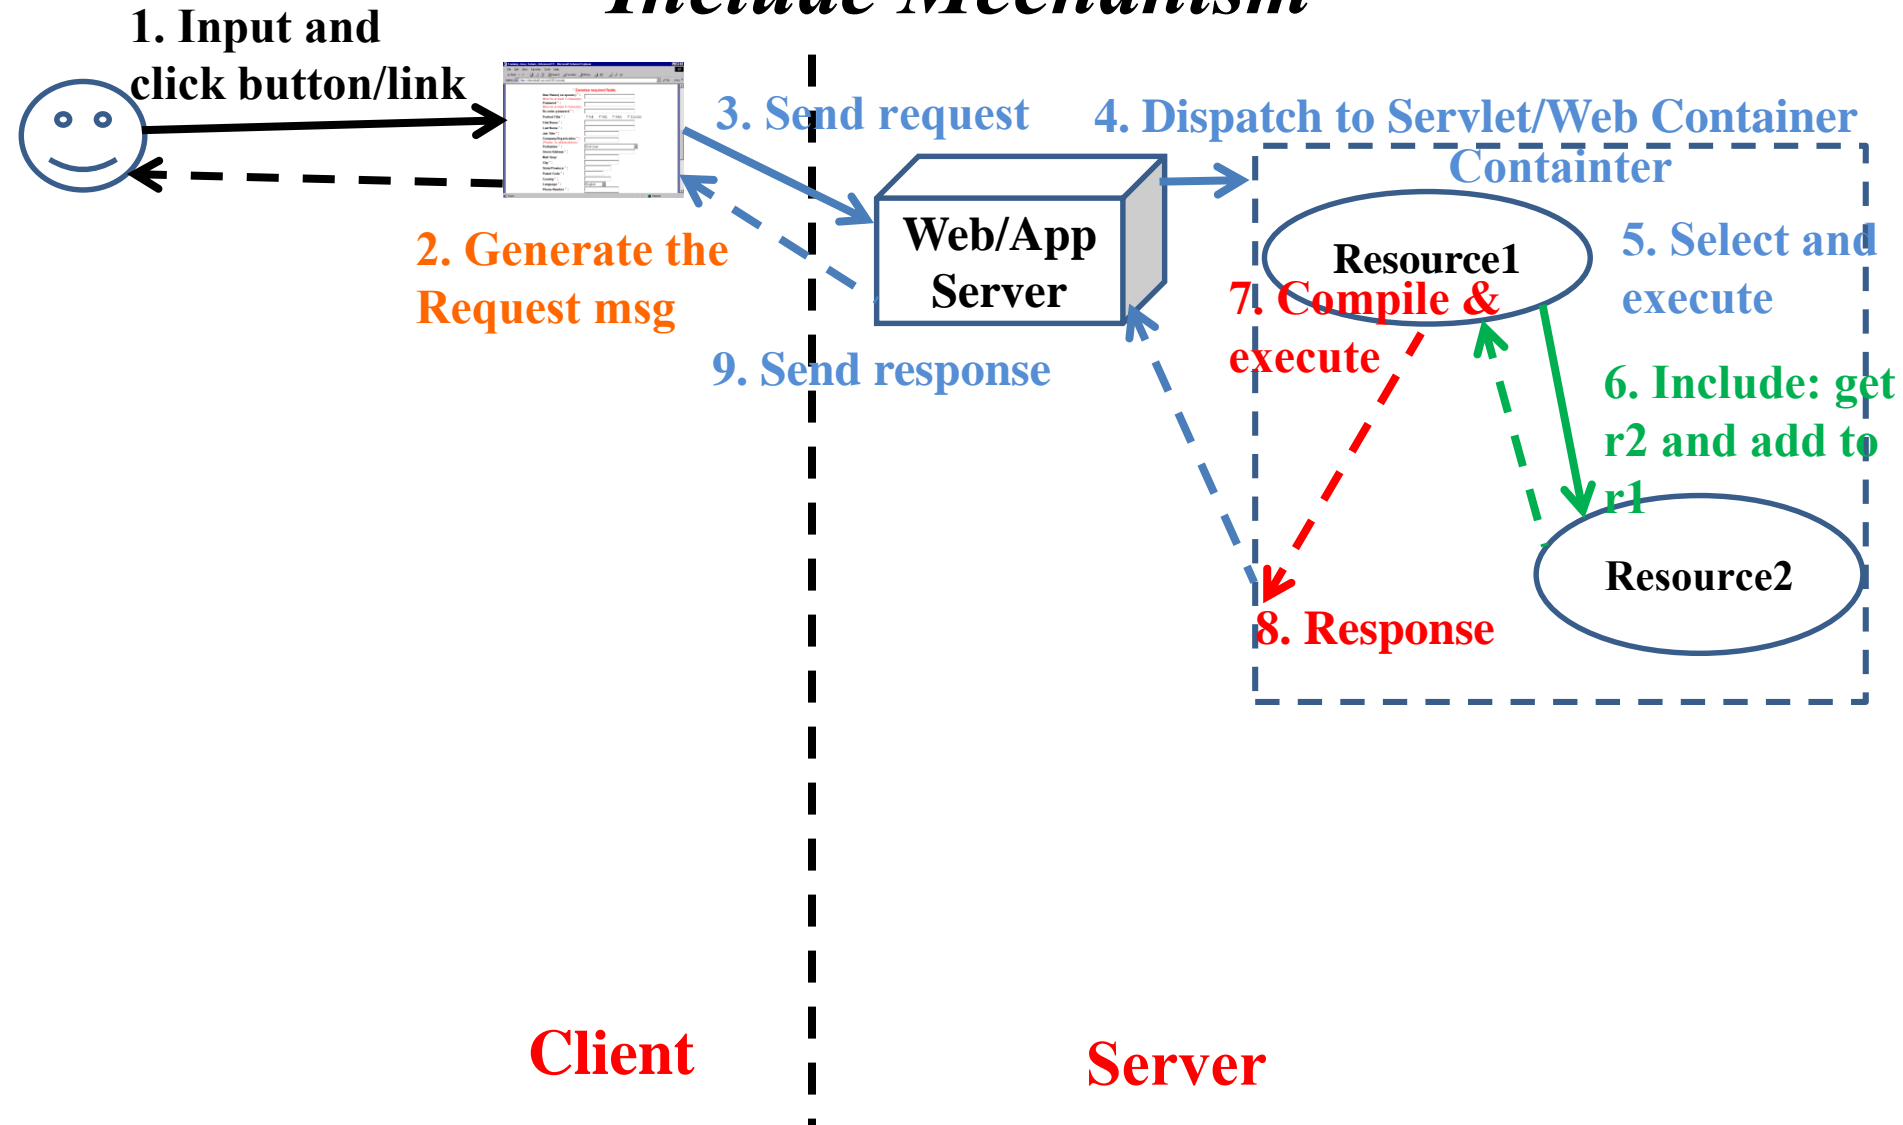 Include Mechanism
1. Input and
click button/link
3. Send request
4. Dispatch to Servlet/Web Container
Containter
Web/App
Server
Resource1
5. Select and
execute
2. Generate the
Request msg
7. Compile &
execute
9. Send response
6. Include: get
r2 and add to
r1
Resource2
8. Response
Client
Server